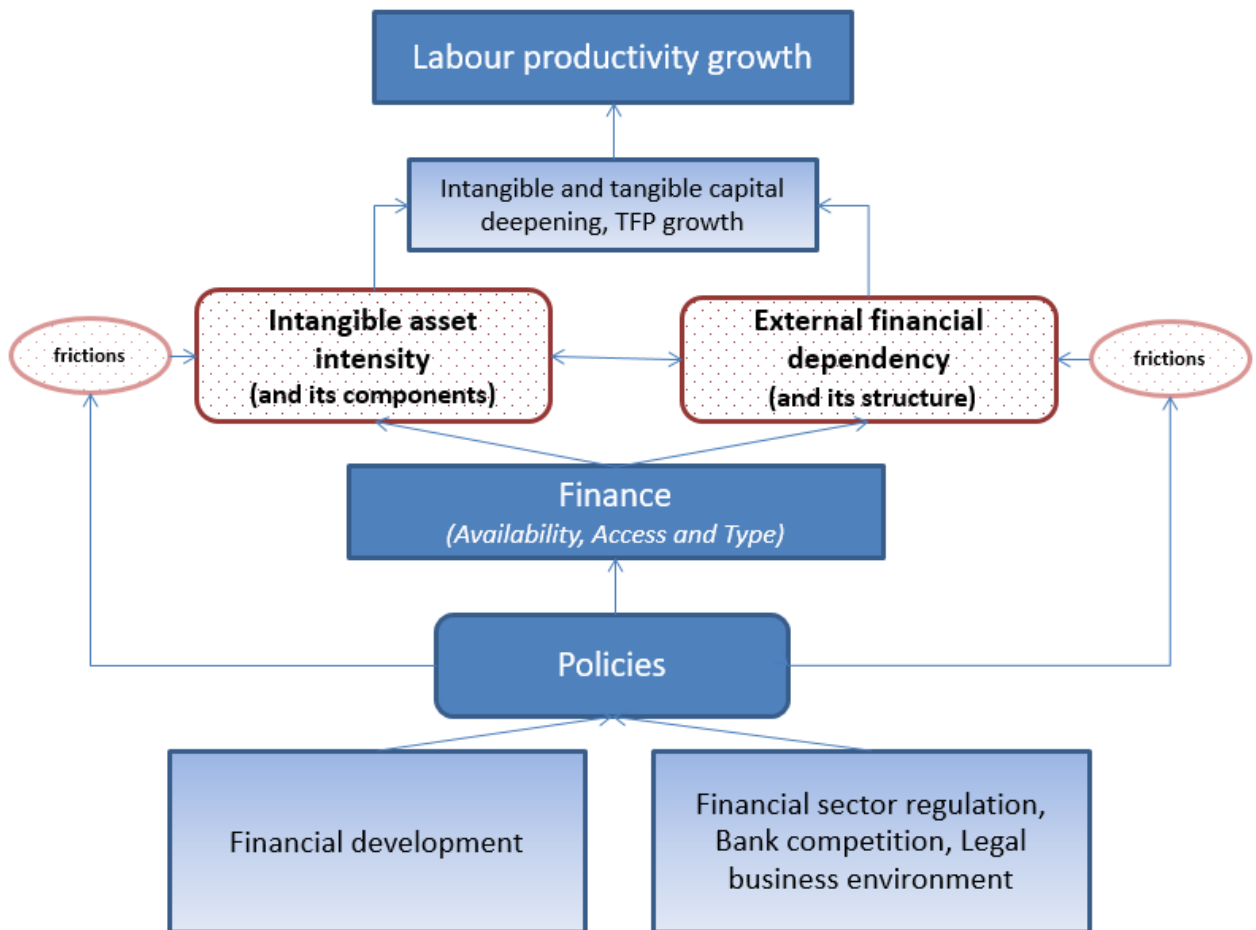 Labour productivity growth
Intangible and tangible capital
deepening, TFP growth
Intangible asset
intensity
(and its components)
External financial
dependency
(and its structure)
frictions
frictions
Finance
(Availability, Access and Type)
Policies
Financial development
Financial sector regulation,
Bank competition, Legal
business environment